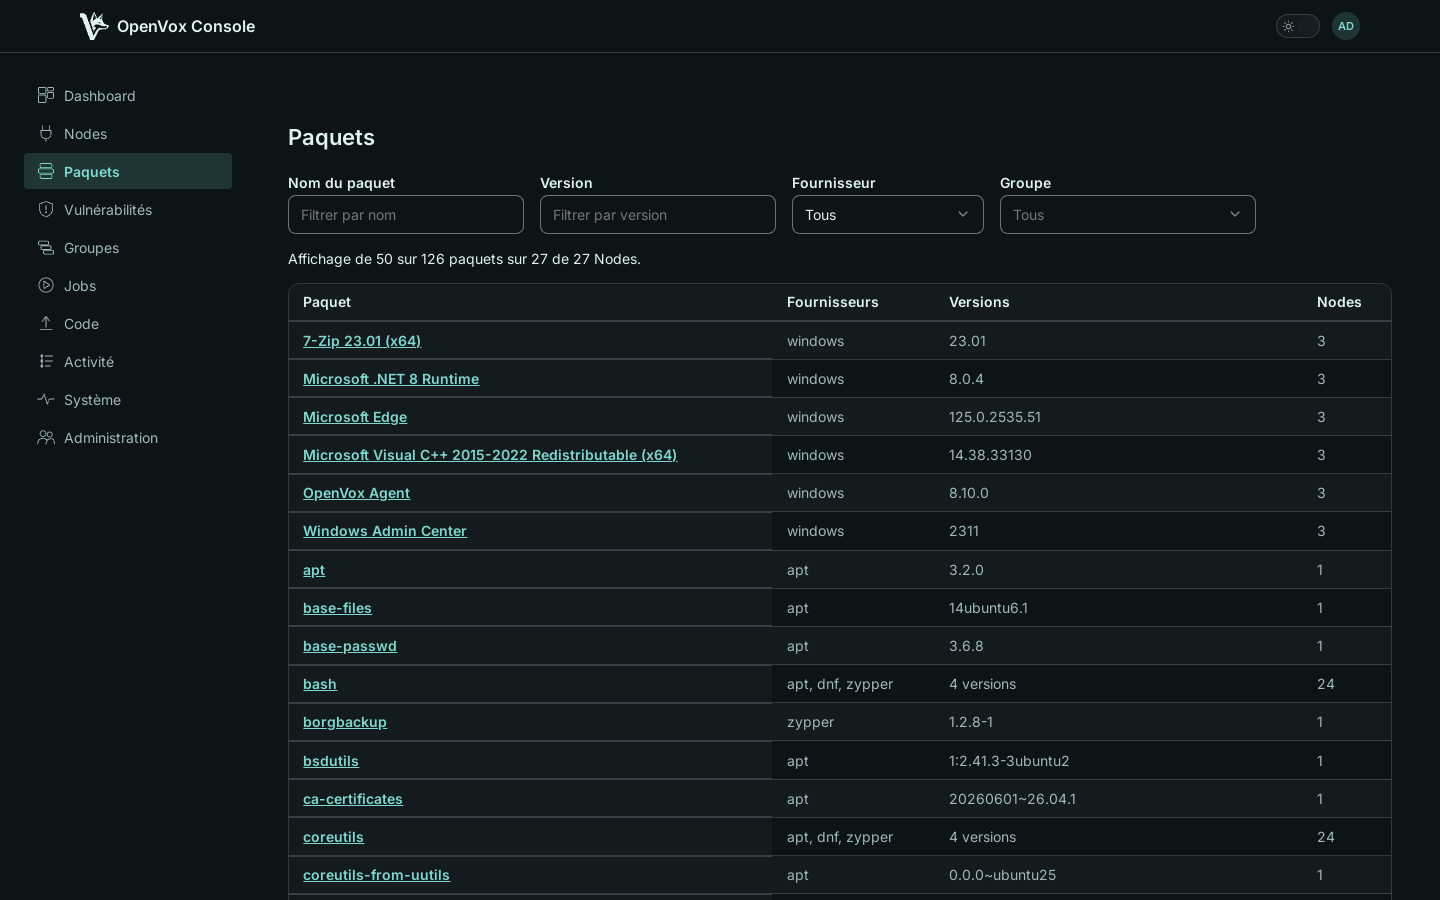 OpenVox Console
AD
Dashboard
Nodes
Paquets
Vulnérabilités
Groupes
Jobs
Code
Activité
Système
Administration
Paquets
Nom du paquet Version Fournisseur Groupe
Filtrer par nom Filtrer par version Tous Tous
Affichage de 50 sur 126 paquets sur 27 de 27 Nodes.
Paquet Fournisseurs Versions Nodes
7-Zip 23.01 (x64) windows 23.01 3
Microsoft .NET 8 Runtime windows 8.0.4 3
Microsoft Edge windows 125.0.2535.51 3
Microsoft Visual C++ 2015-2022 Redistributable (x64) windows 14.38.33130 3
OpenVox Agent windows 8.10.0 3
Windows Admin Center windows 2311 3
apt apt 3.2.0 1
base-files apt 14ubuntu6.1 1
base-passwd apt 3.6.8 1
bash apt, dnf, zypper 4 versions 24
borgbackup zypper 1.2.8-1 1
bsdutils apt 1:2.41.3-3ubuntu2 1
ca-certificates apt 20260601~26.04.1 1
coreutils apt, dnf, zypper 4 versions 24
coreutils-from-uutils apt 0.0.0~ubuntu25 1